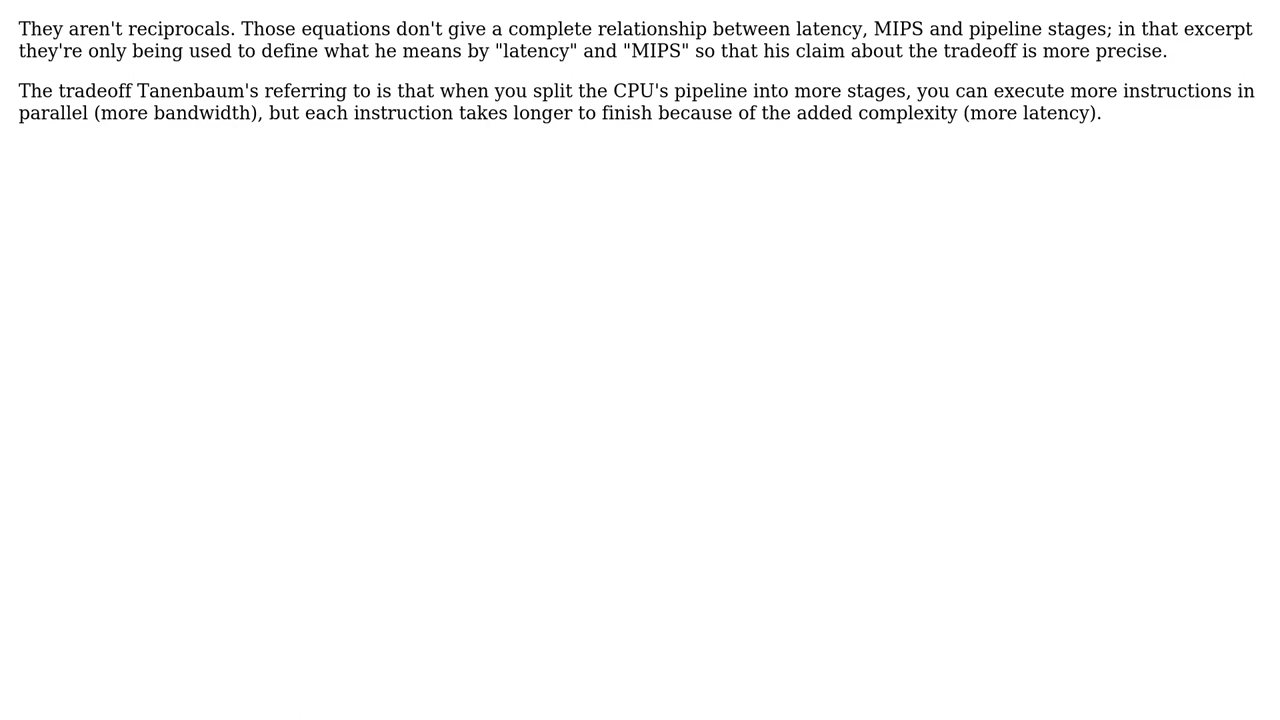 They aren't reciprocals. Those equations don't give a complete relationship between latency, MIPS and pipeline stages; in that excerpt
they're only being used to define what he means by "latency" and "MIPS" so that his claim about the tradeoff is more precise.
The tradeoff Tanenbaum's referring to is that when you split the CPU's pipeline into more stages, you can execute more instructions in
parallel (more bandwidth), but each instruction takes longer to finish because of the added complexity (more latency).